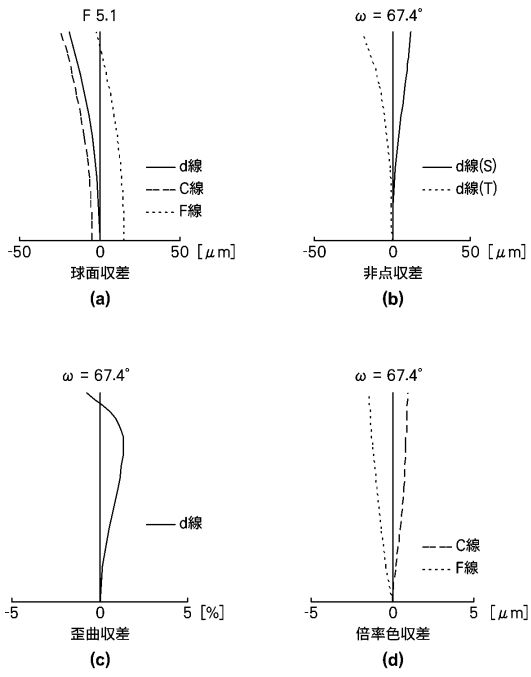 F 5.1
d線
C線
F線
-50 0 50 [μm]
球面収差
(a)
ω = 67.4°
d線(S)
d線(T)
-50 0 50 [μm]
非点収差
(b)
ω = 67.4°
d線
-5 0 5 [%]
歪曲収差
(c)
ω = 67.4°
C線
F線
-5 0 5 [μm]
倍率色収差
(d)